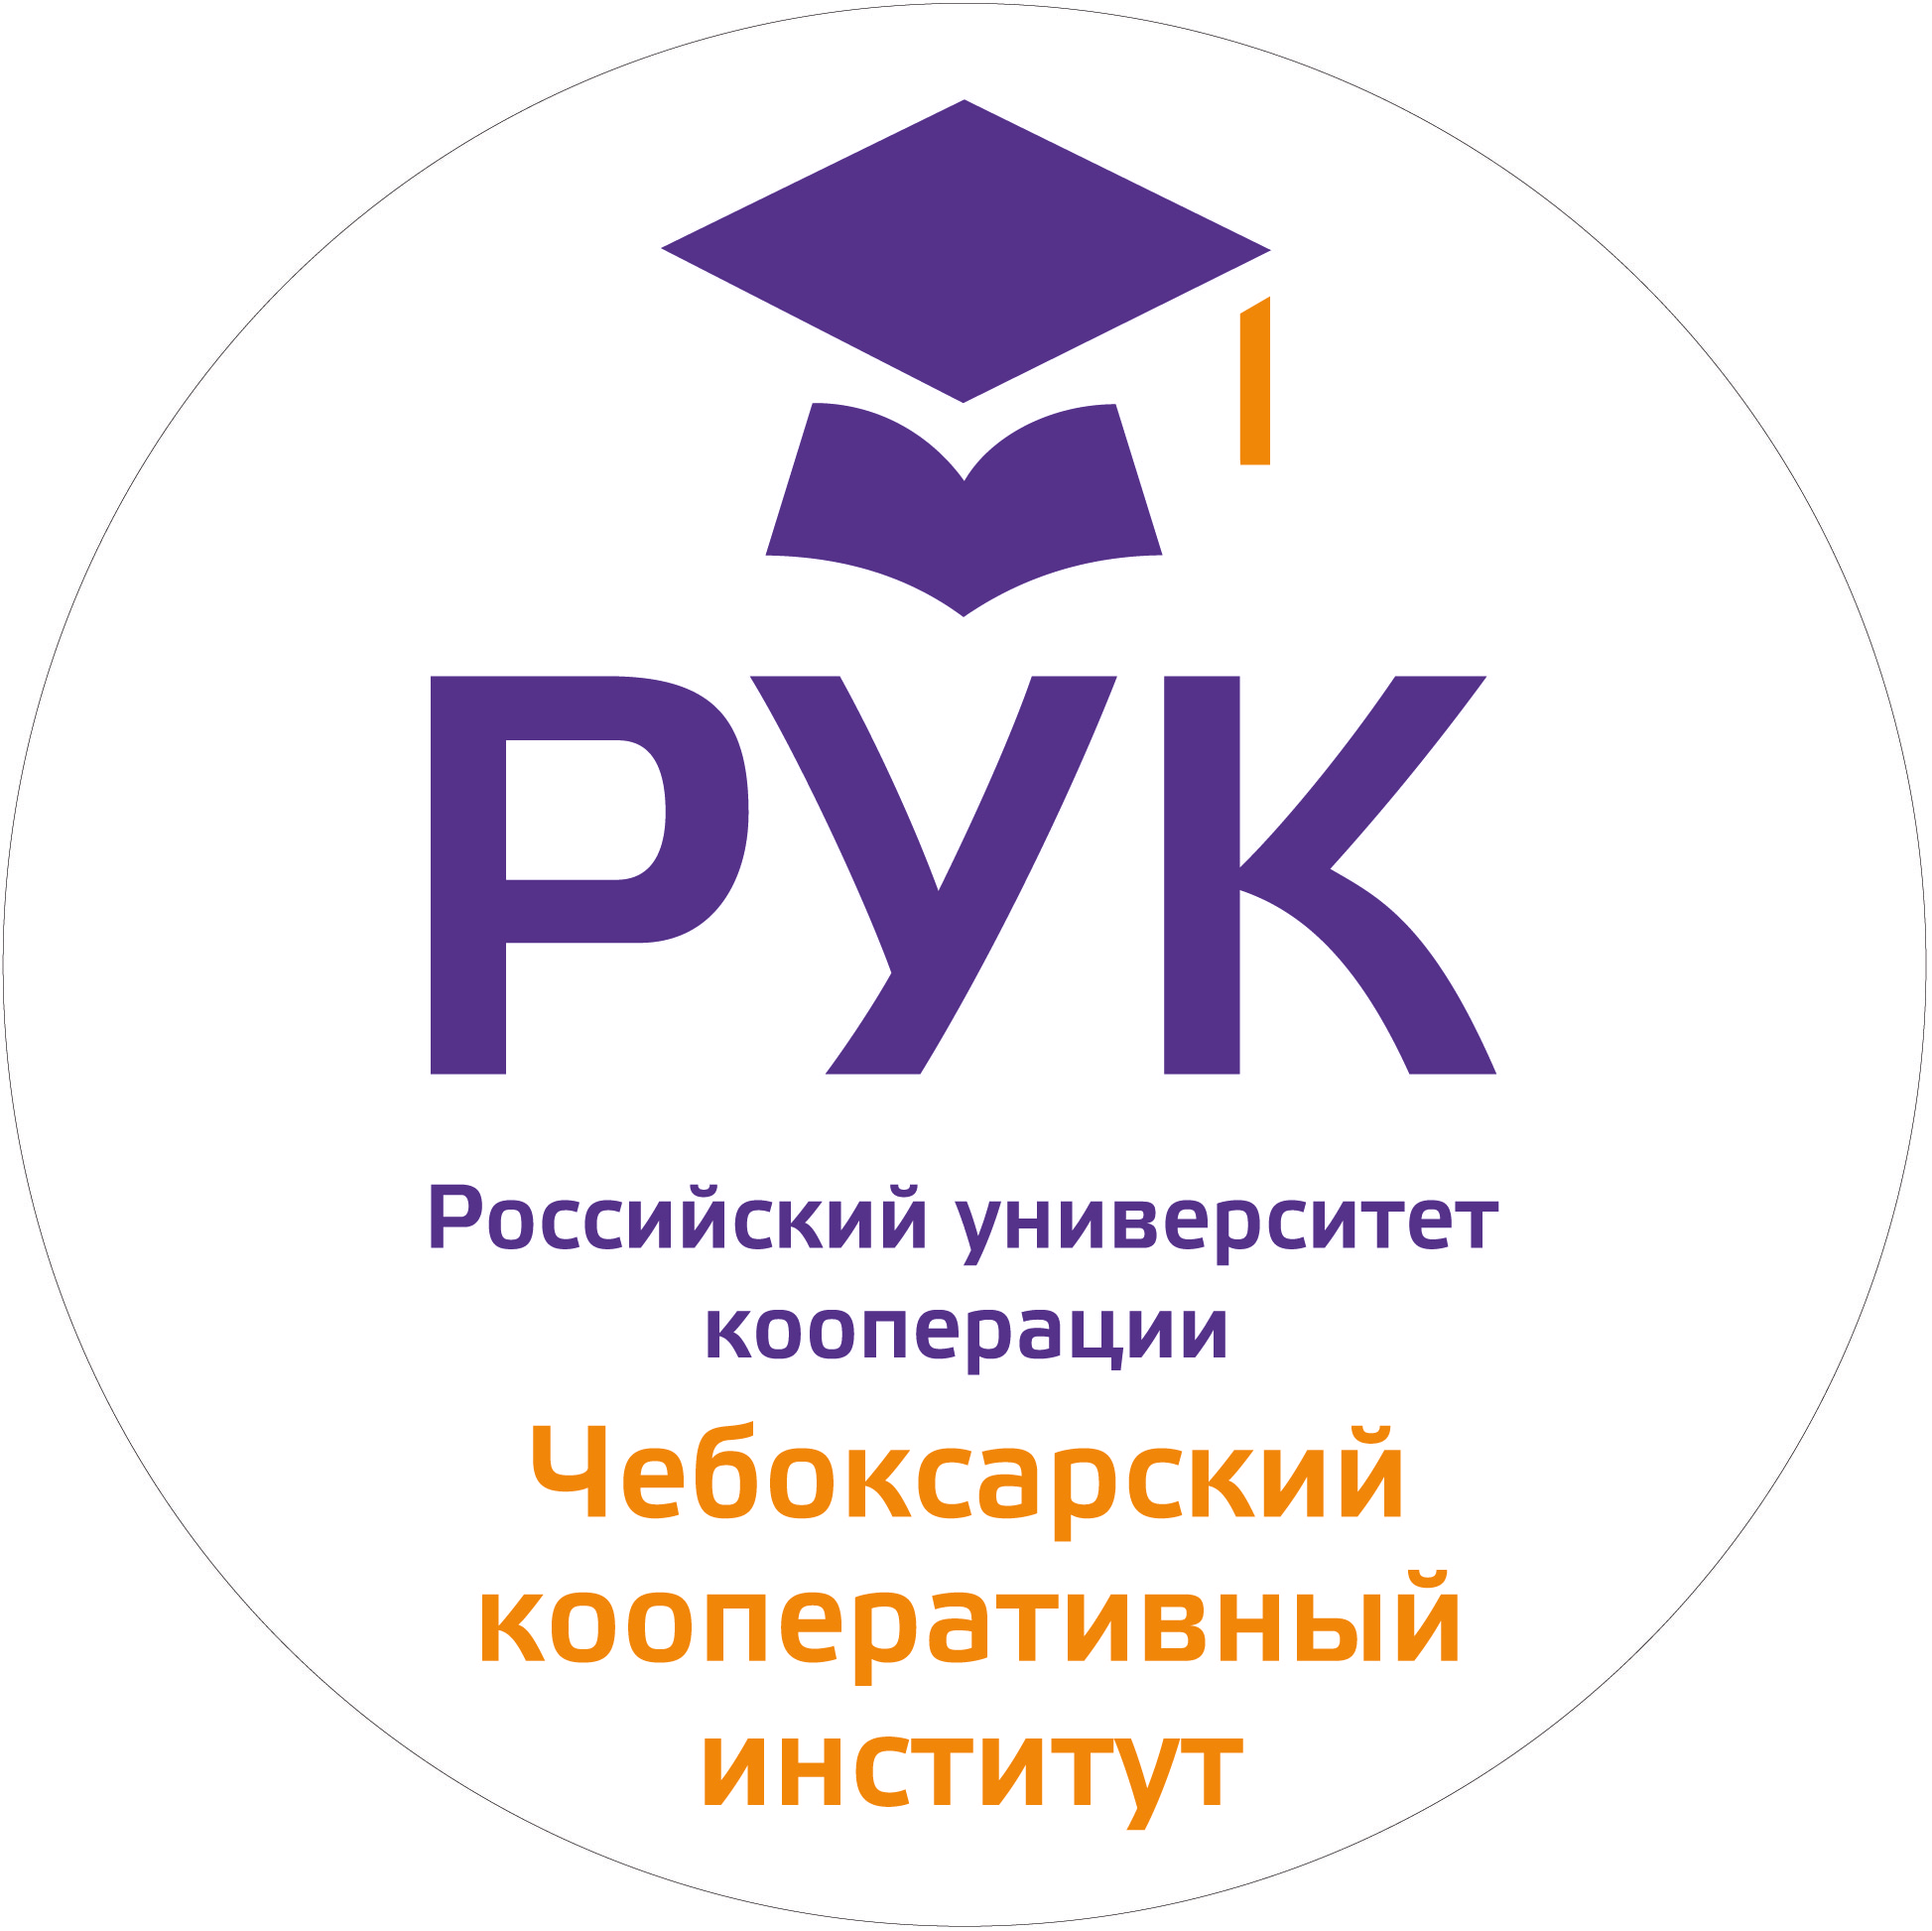 РУК
Российский университет
кооперации
Чебоксарский
кооперативный
институт